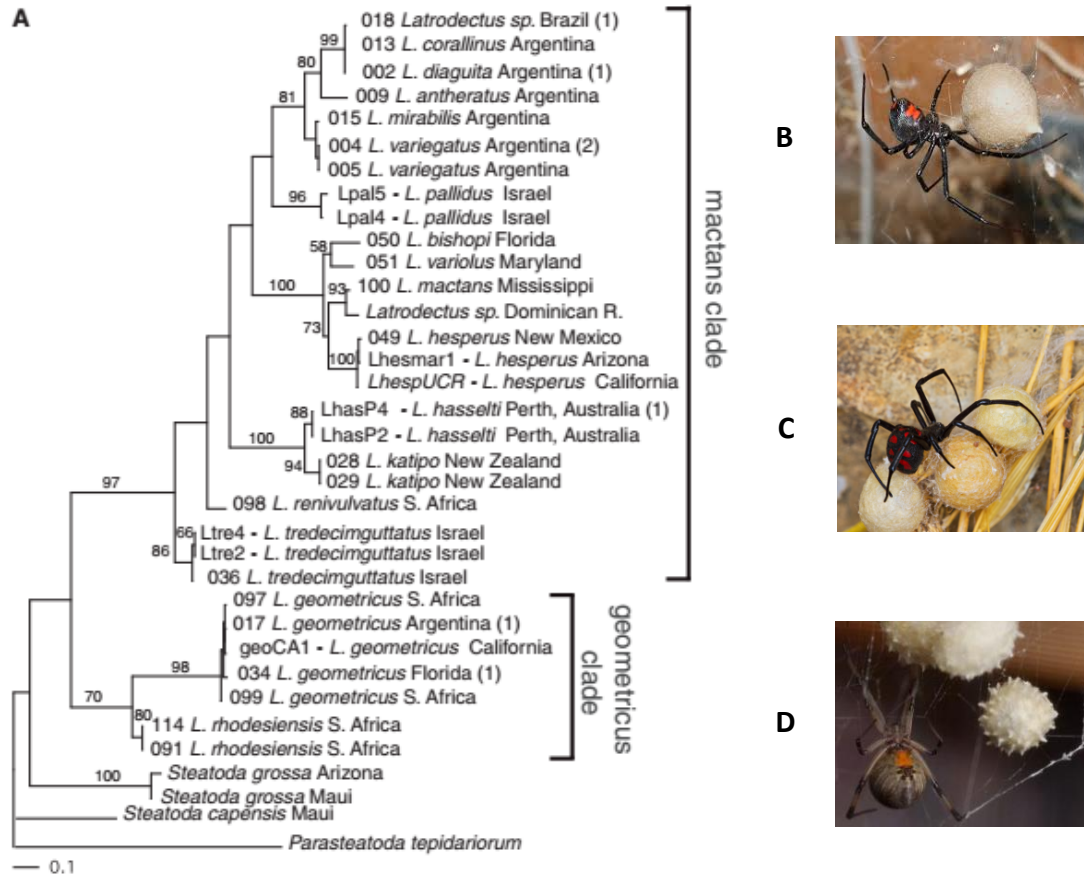 A
018 Latrodectus sp. Brazil (1)
99
013 L. corallinus Argentina
80
002 L. diaguita Argentina (1)
81
009 L. antheratus Argentina
015 L. mirabilis Argentina
004 L. variegatus Argentina (2)
005 L. variegatus Argentina
96
Lpal5 - L. pallidus Israel
Lpal4 - L. pallidus Israel
58
050 L. bishopi Florida
051 L. variolus Maryland
100
93
100 L. mactans Mississippi
Latrodectus sp. Dominican R.
73
049 L. hesperus New Mexico
100
Lhesmar1 - L. hesperus Arizona
LhespUCR - L. hesperus California
88
LhasP4 - L. hasselti Perth, Australia (1)
100
LhasP2 - L. hasselti Perth, Australia
94
028 L. katipo New Zealand
029 L. katipo New Zealand
97
098 L. renivulvatus S. Africa
66
Ltre4 - L. tredecimguttatus Israel
86
Ltre2 - L. tredecimguttatus Israel
036 L. tredecimguttatus Israel
mactans clade
097 L. geometricus S. Africa
017 L. geometricus Argentina (1)
geoCA1 - L. geometricus California
98
034 L. geometricus Florida (1)
70
099 L. geometricus S. Africa
80
114 L. rhodesiensis S. Africa
091 L. rhodesiensis S. Africa
geometricus
clade
100
Steatoda grossa Arizona
Steatoda grossa Maui
Steatoda capensis Maui
Parasteatoda tepidariorum
0.1
B
C
D